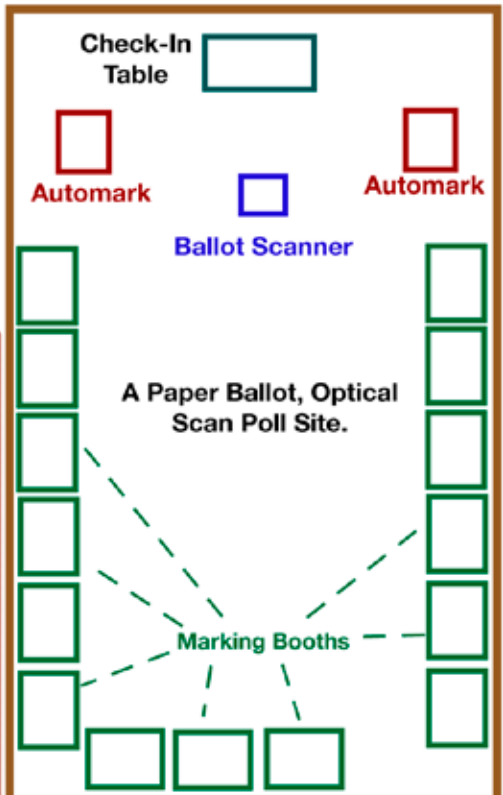 Check-In
Table
Automark
Automark
Ballot Scanner
A Paper Ballot, Optical
Scan Poll Site.
Marking Booths